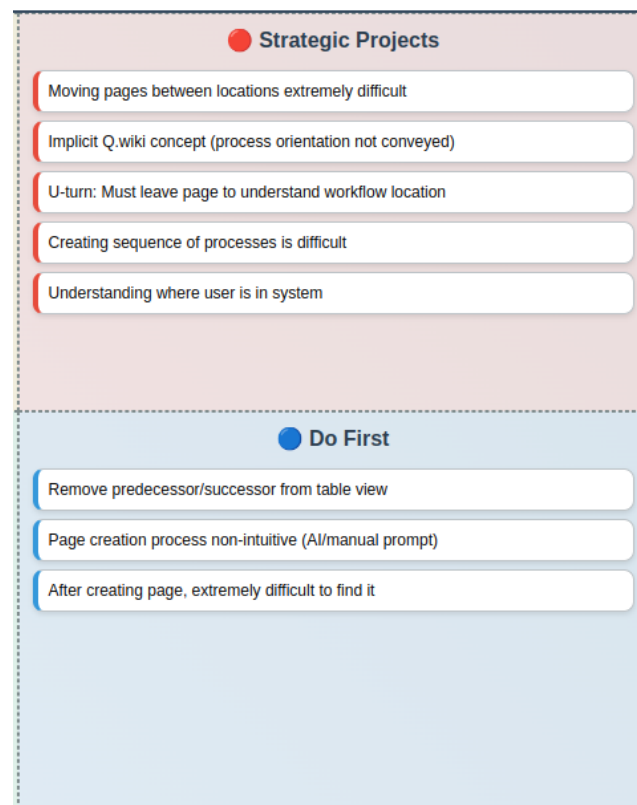 Strategic Projects
Moving pages between locations extremely difficult
Implicit Q.wiki concept (process orientation not conveyed)
U-turn: Must leave page to understand workflow location
Creating sequence of processes is difficult
Understanding where user is in system
Do First
Remove predecessor/successor from table view
Page creation process non-intuitive (AI/manual prompt)
After creating page, extremely difficult to find it